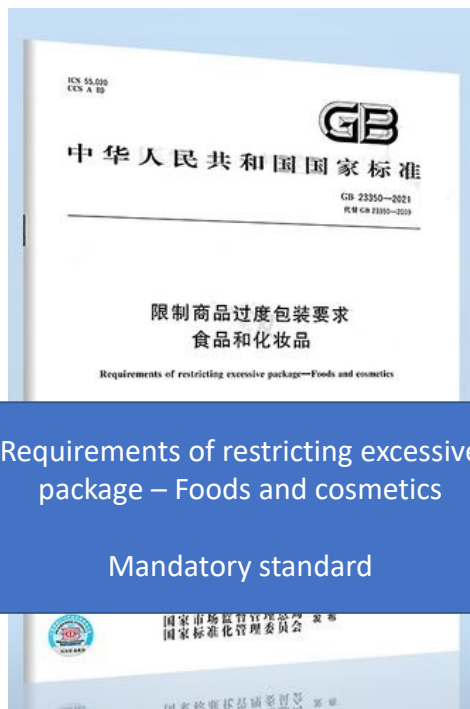 ICS 55.020
CCS A 80
GB
中华人民共和国国家标准
GB 23350—2021
代替 GB 23350—2009
限制商品过度包装要求
食品和化妆品
Requirements of restricting excessive package—Foods and cosmetics
Requirements of restricting excessive
package – Foods and cosmetics
Mandatory standard
国家市场监督管理总局
国家标准化管理委员会
发布